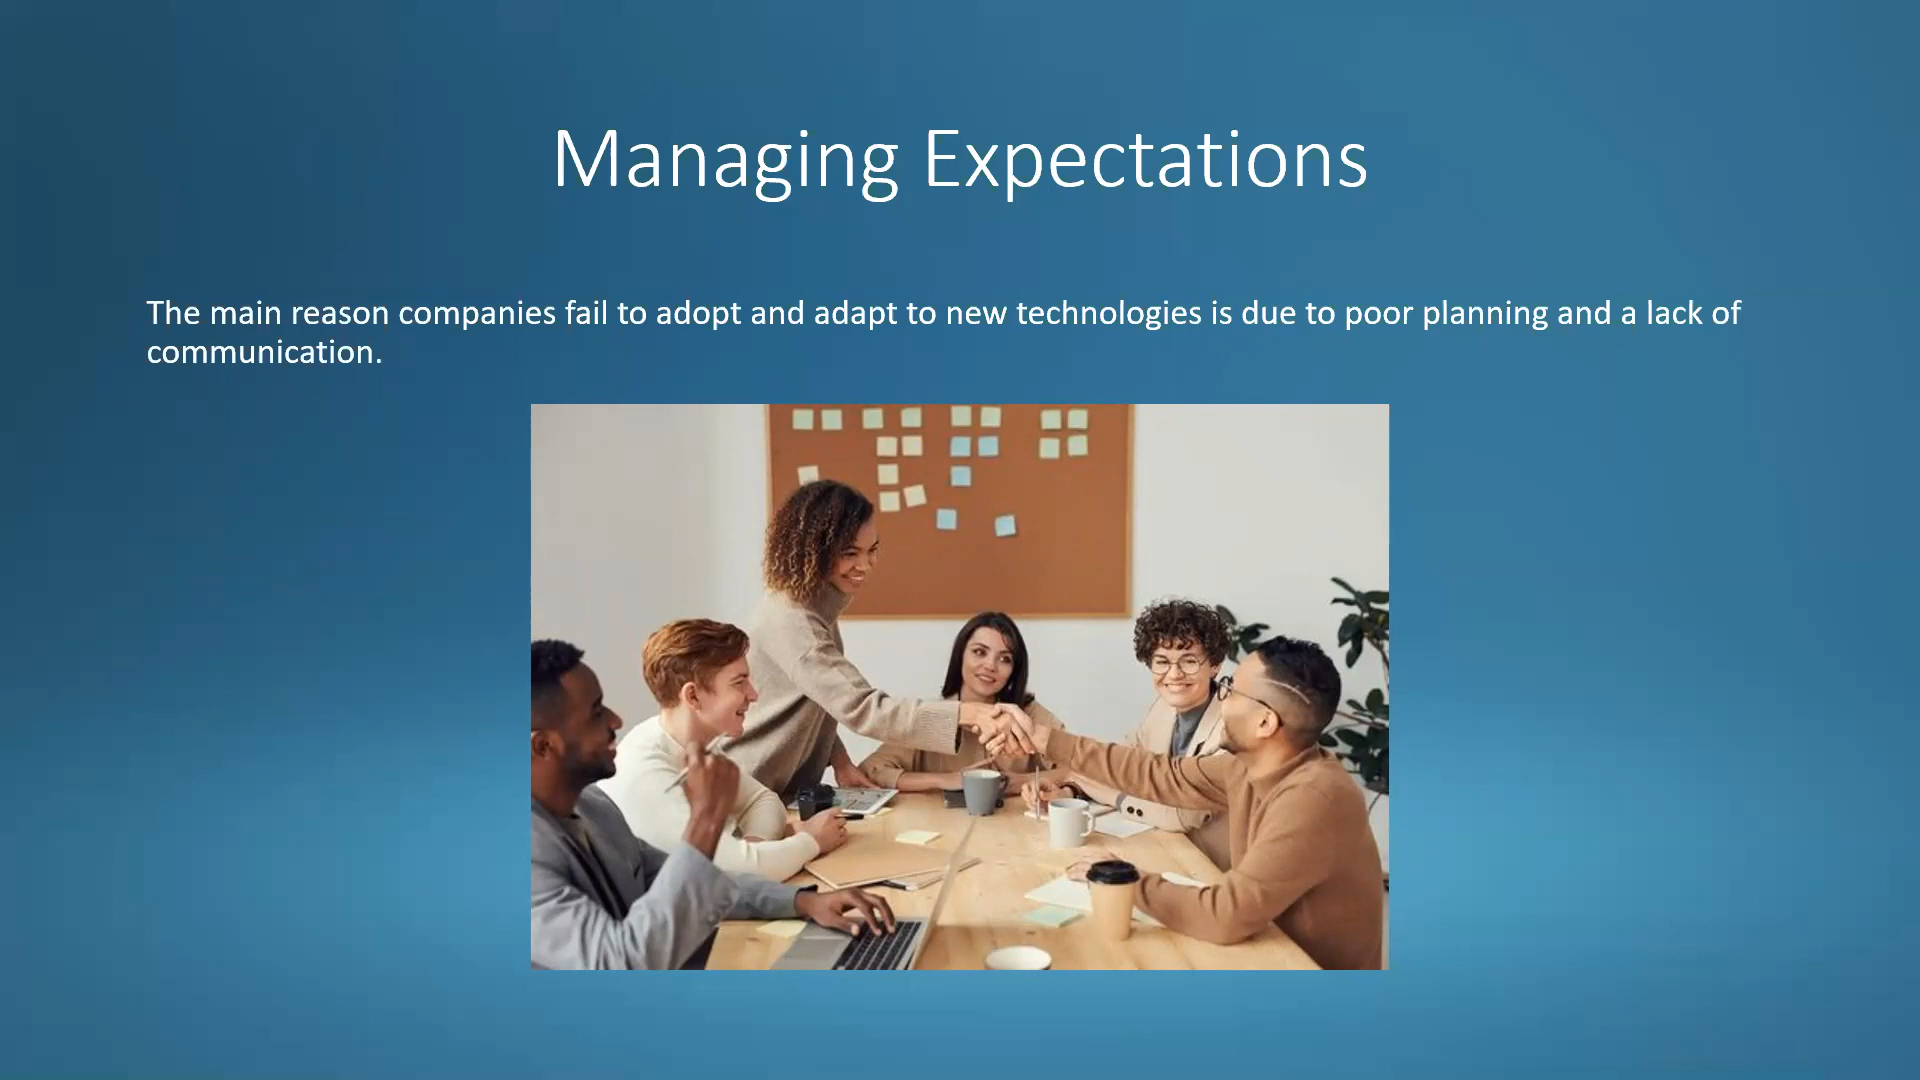 Managing Expectations
The main reason companies fail to adopt and adapt to new technologies is due to poor planning and a lack of
communication.